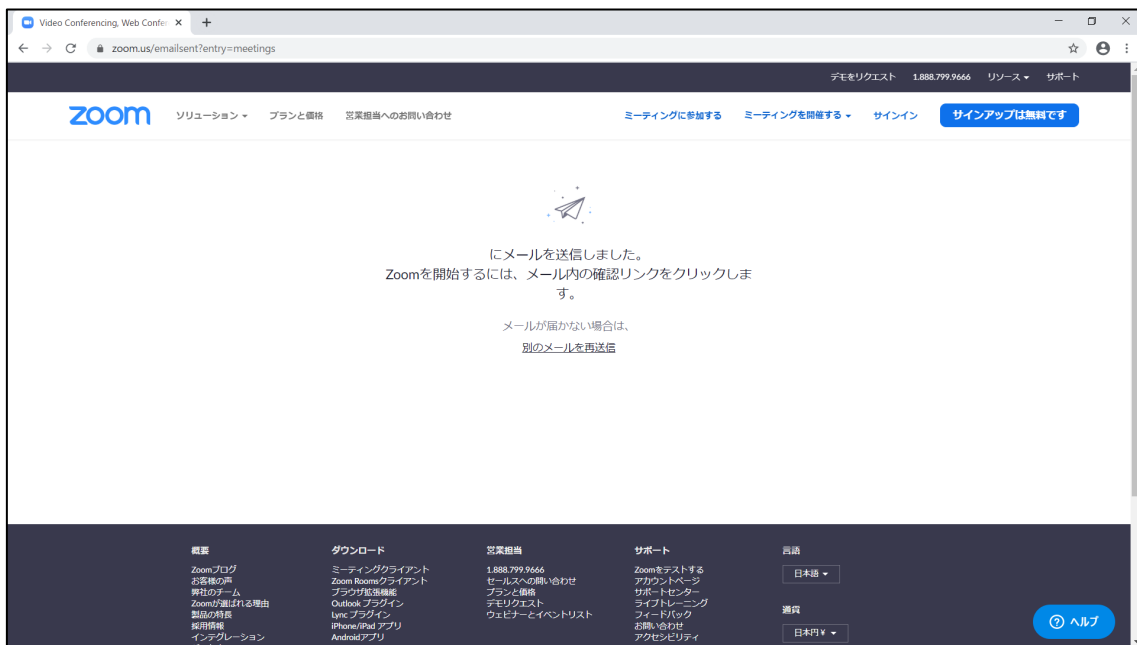 Video Conferencing, Web Confer
zoom.us/emailsent?entry=meetings
デモをリクエスト 1.888.799.9666 リソース サポート
zoom ソリューション プランと価格 営業担当へのお問い合わせ ミーティングに参加する ミーティングを開催する サインイン サインアップは無料です
にメールを送信しました。
Zoomを開始するには、メール内の確認リンクをクリックしま
す。
メールが届かない場合は、
別のメールを再送信
概要
Zoomブログ
お客様の声
弊社のチーム
Zoomが選ばれる理由
製品の特長
採用情報
インテグレーション
ダウンロード
ミーティングクライアント
Zoom Roomsクライアント
ブラウザ拡張機能
Outlook プラグイン
Lync プラグイン
iPhone/iPad アプリ
Androidアプリ
営業担当
1.888.799.9666
セールスへの問い合わせ
プランと価格
デモリクエスト
ウェビナーとイベントリスト
サポート
Zoomをテストする
アカウントページ
サポートセンター
ライブトレーニング
フィードバック
お問い合わせ
アクセシビリティ
言語
日本語
通貨
日本円 ¥
ヘルプ